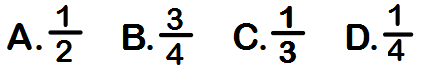 A. 1/2 B. 3/4 C. 1/3 D. 1/4